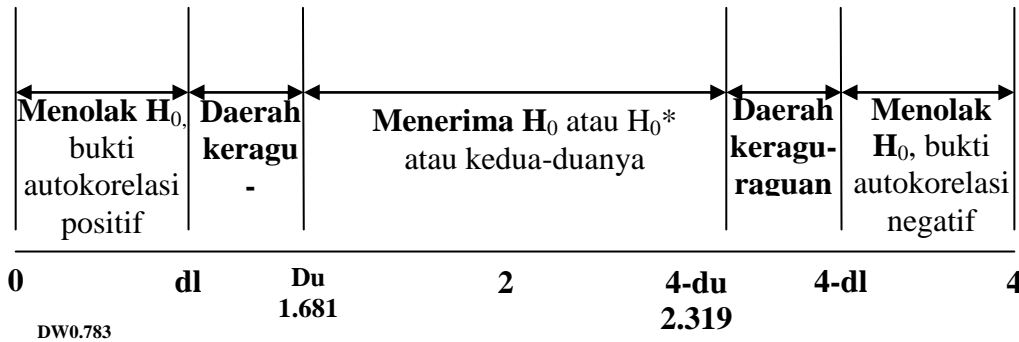 Menolak H0,
bukti
autokorelasi
positif
Daerah
keragu
-
Menerima H0 atau H0*
atau kedua-duanya
Daerah
keragu-
raguan
Menolak
H0, bukti
autokorelasi
negatif
0 dl Du 2 4-du 4-dl 4
1.681 2.319
DW0.783